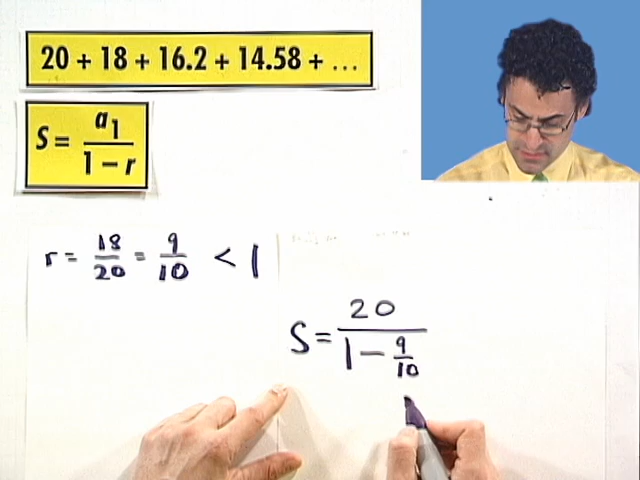 20 + 18 + 16.2 + 14.58 + ...
S = a₁ / (1 – r)
r = 18/20 = 9/10 < 1
S = 20 / (1 – 9/10)